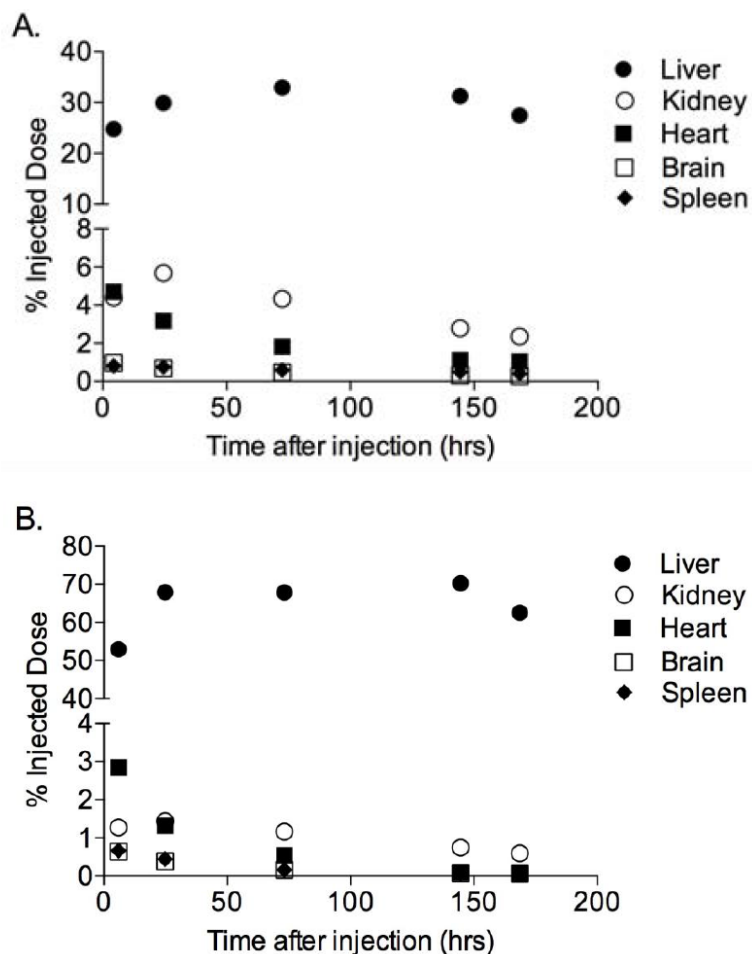 A.
40
30
20
10
8
6
4
2
0
% Injected Dose
0 50 100 150 200
Time after injection (hrs)
Liver
Kidney
Heart
Brain
Spleen
B.
80
70
60
50
40
4
3
2
1
0
% Injected Dose
0 50 100 150 200
Time after injection (hrs)
Liver
Kidney
Heart
Brain
Spleen